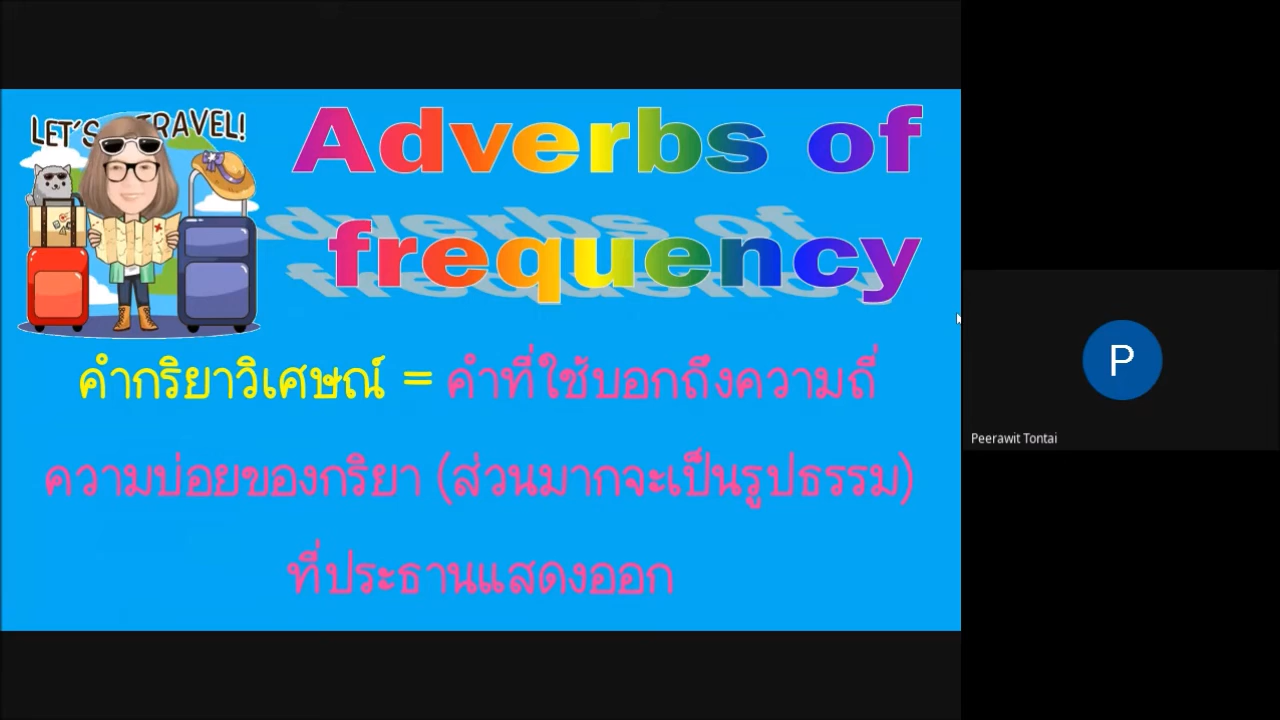 LET'S TRAVEL!
Adverbs of
frequency
คำกริยาวิเศษณ์ = คำที่ใช้บอกถึงความถี่
ความบ่อยของกริยา (ส่วนมากจะเป็นรูปธรรม)
ที่ประธานแสดงออก
P
Peerawit Tontai